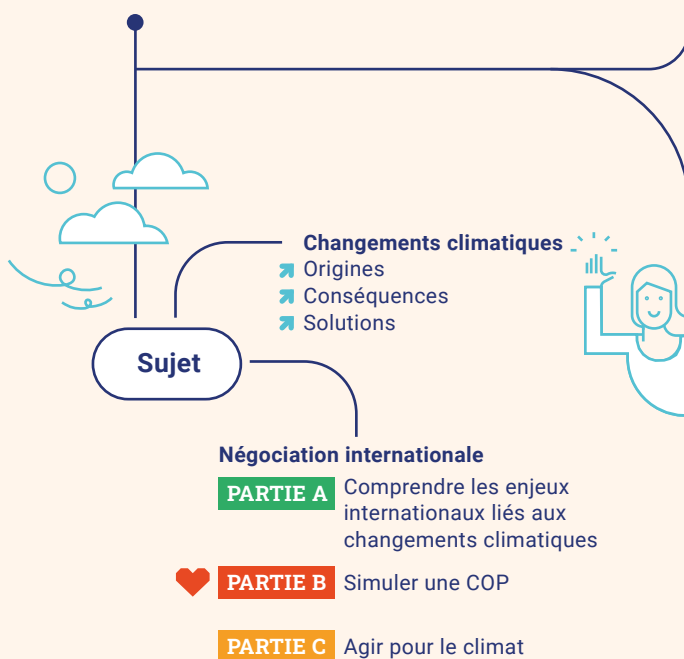 Changements climatiques
Origines
Conséquences
Solutions
Sujet
Négociation internationale
PARTIE A Comprendre les enjeux
internationaux liés aux
changements climatiques
PARTIE B Simuler une COP
PARTIE C Agir pour le climat